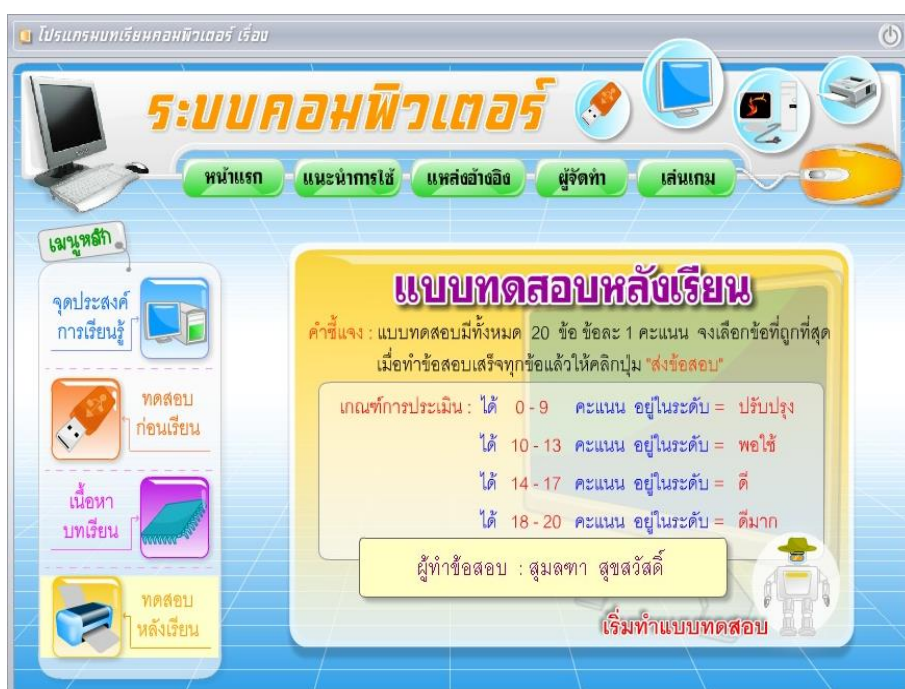 โปรแกรมบทเรียนคอมพิวเตอร์ เรื่อง
ระบบคอมพิวเตอร์
หน้าแรก แนะนำการใช้ แหล่งอ้างอิง ผู้จัดทำ เล่นเกม
เมนูหลัก
จุดประสงค์
การเรียนรู้
ทดสอบ
ก่อนเรียน
เนื้อหา
บทเรียน
ทดสอบ
หลังเรียน
แบบทดสอบหลังเรียน
คำชี้แจง : แบบทดสอบมีทั้งหมด 20 ข้อ ข้อละ 1 คะแนน จงเลือกข้อที่ถูกที่สุด
เมื่อทำข้อสอบเสร็จทุกข้อแล้วให้คลิกปุ่ม "ส่งข้อสอบ"
เกณฑ์การประเมิน : ได้ 0 - 9 คะแนน อยู่ในระดับ = ปรับปรุง
ได้ 10 - 13 คะแนน อยู่ในระดับ = พอใช้
ได้ 14 - 17 คะแนน อยู่ในระดับ = ดี
ได้ 18 - 20 คะแนน อยู่ในระดับ = ดีมาก
ผู้ทำข้อสอบ : สุมลฑา สุขสวัสดิ์
เริ่มทำแบบทดสอบ